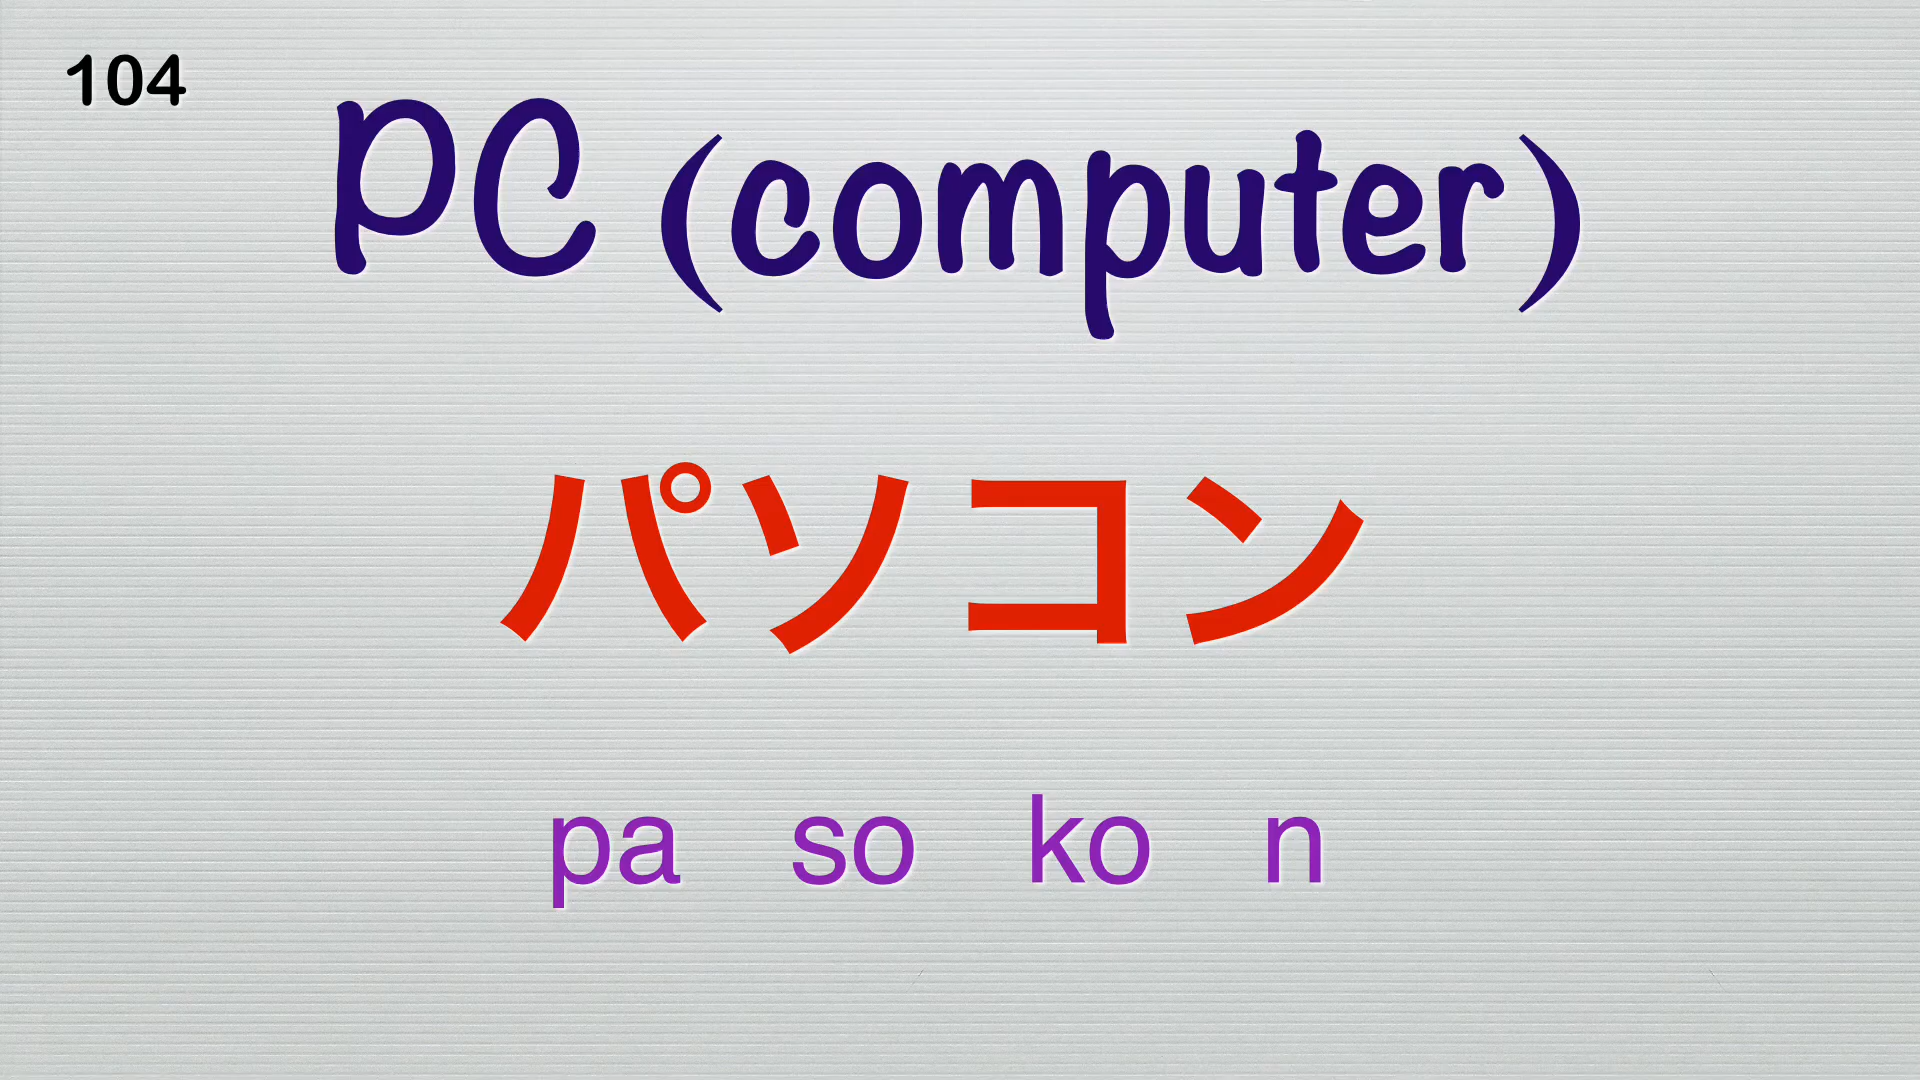 104
PC (computer)
パソコン
pa so ko n